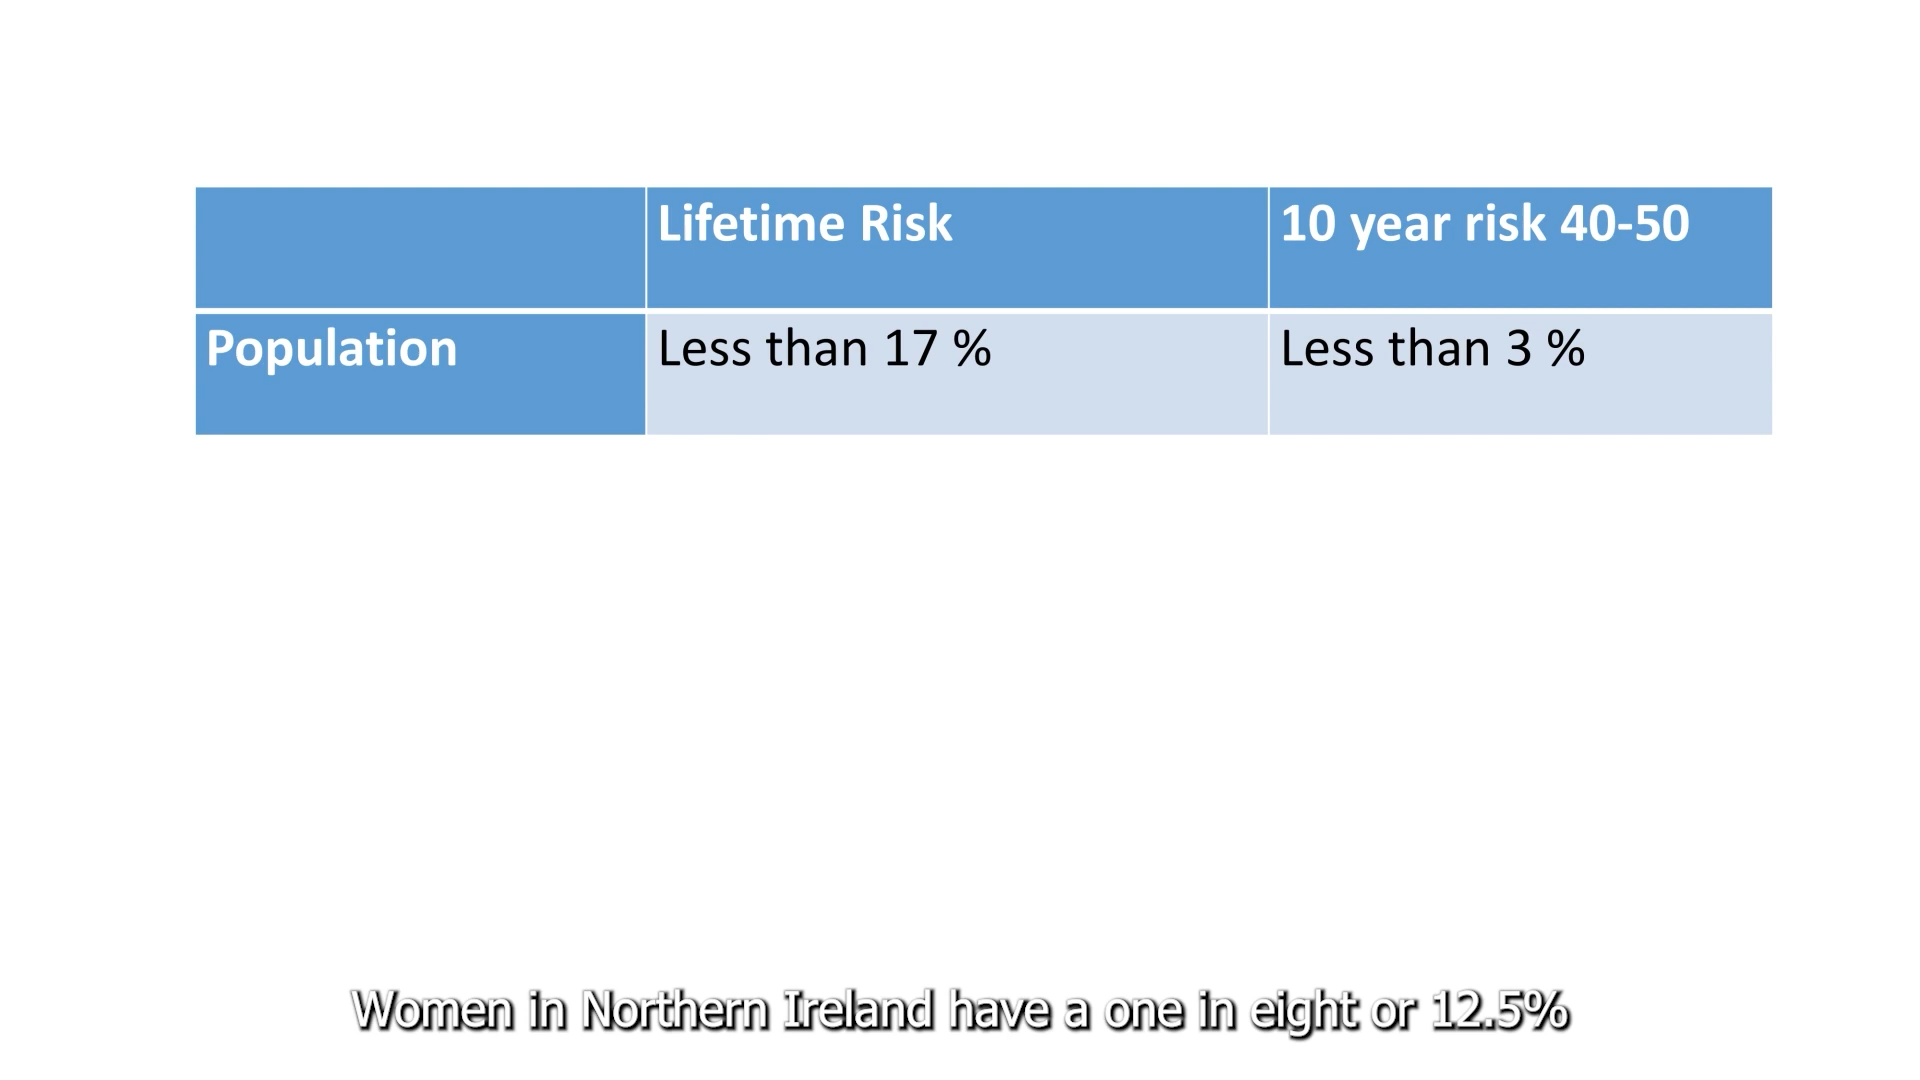 Lifetime Risk
10 year risk 40-50
Population
Less than 17 %
Less than 3 %
Women in Northern Ireland have a one in eight or 12.5%